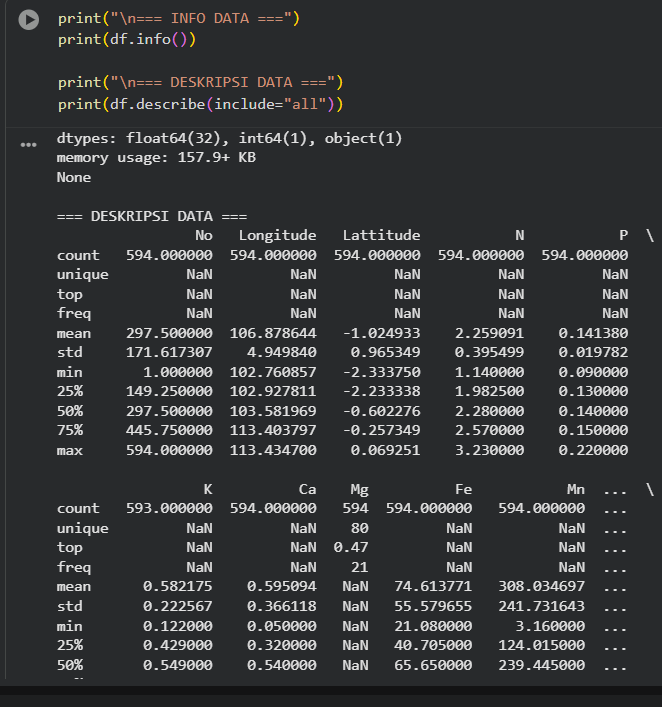 print("\n=== INFO DATA ===")
print(df.info())
print("\n=== DESKRIPSI DATA ===")
print(df.describe(include="all"))
dtypes: float64(32), int64(1), object(1)
memory usage: 157.9+ KB
None
=== DESKRIPSI DATA ===
No Longitude Lattitude N P \
count 594.000000 594.000000 594.000000 594.000000 594.000000
unique NaN NaN NaN NaN NaN
top NaN NaN NaN NaN NaN
freq NaN NaN NaN NaN NaN
mean 297.500000 106.878644 -1.024933 2.259091 0.141380
std 171.617307 4.949840 0.965349 0.395499 0.019782
min 1.000000 102.760857 -2.333750 1.140000 0.090000
25% 149.250000 102.927811 -2.233338 1.982500 0.130000
50% 297.500000 103.581969 -0.602276 2.280000 0.140000
75% 445.750000 113.403797 -0.257349 2.570000 0.150000
max 594.000000 113.434700 0.069251 3.230000 0.220000
K Ca Mg Fe Mn ... \
count 593.000000 594.000000 594 594.000000 594.000000 ...
unique NaN NaN 80 NaN NaN ...
top NaN NaN 0.47 NaN NaN ...
freq NaN NaN 21 NaN NaN ...
mean 0.582175 0.595094 NaN 74.613771 308.034697 ...
std 0.222567 0.366118 NaN 55.579655 241.731643 ...
min 0.122000 0.050000 NaN 21.080000 3.160000 ...
25% 0.429000 0.320000 NaN 40.705000 124.015000 ...
50% 0.549000 0.540000 NaN 65.650000 239.445000 ...